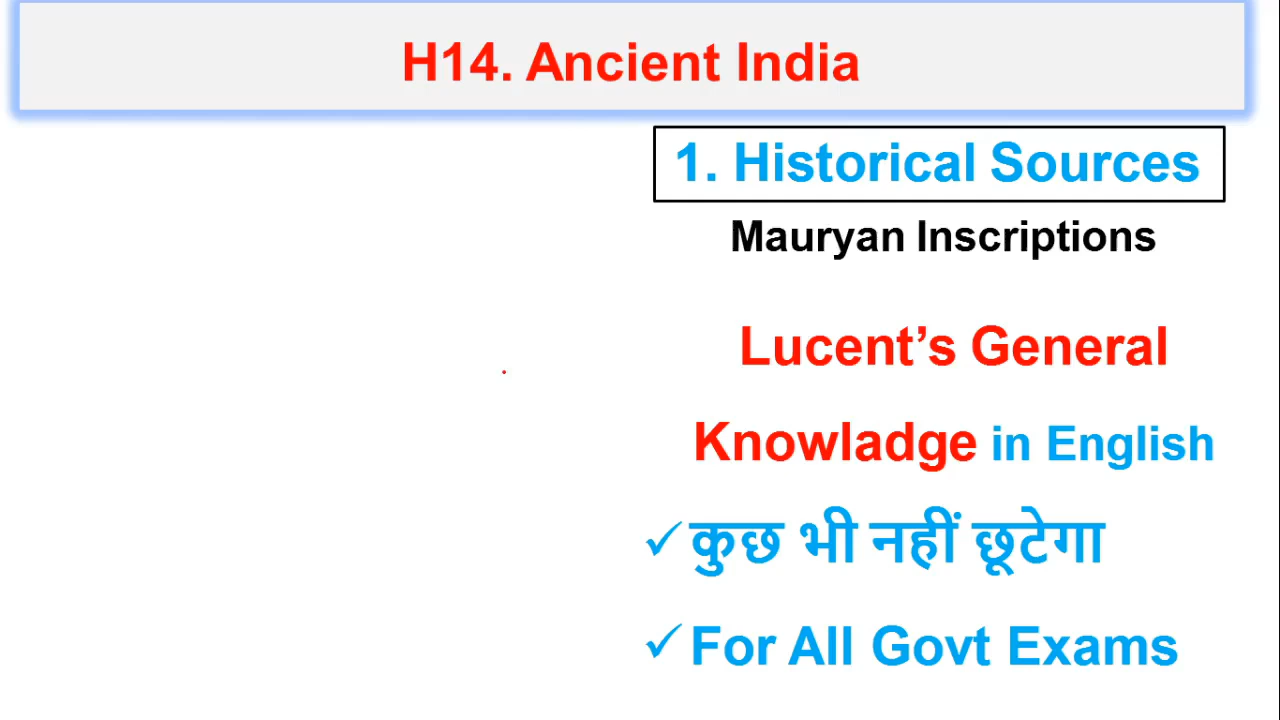 H14. Ancient India
1. Historical Sources
Mauryan Inscriptions
Lucent’s General
Knowladge in English
✓ कुछ भी नहीं छूटेगा
✓ For All Govt Exams